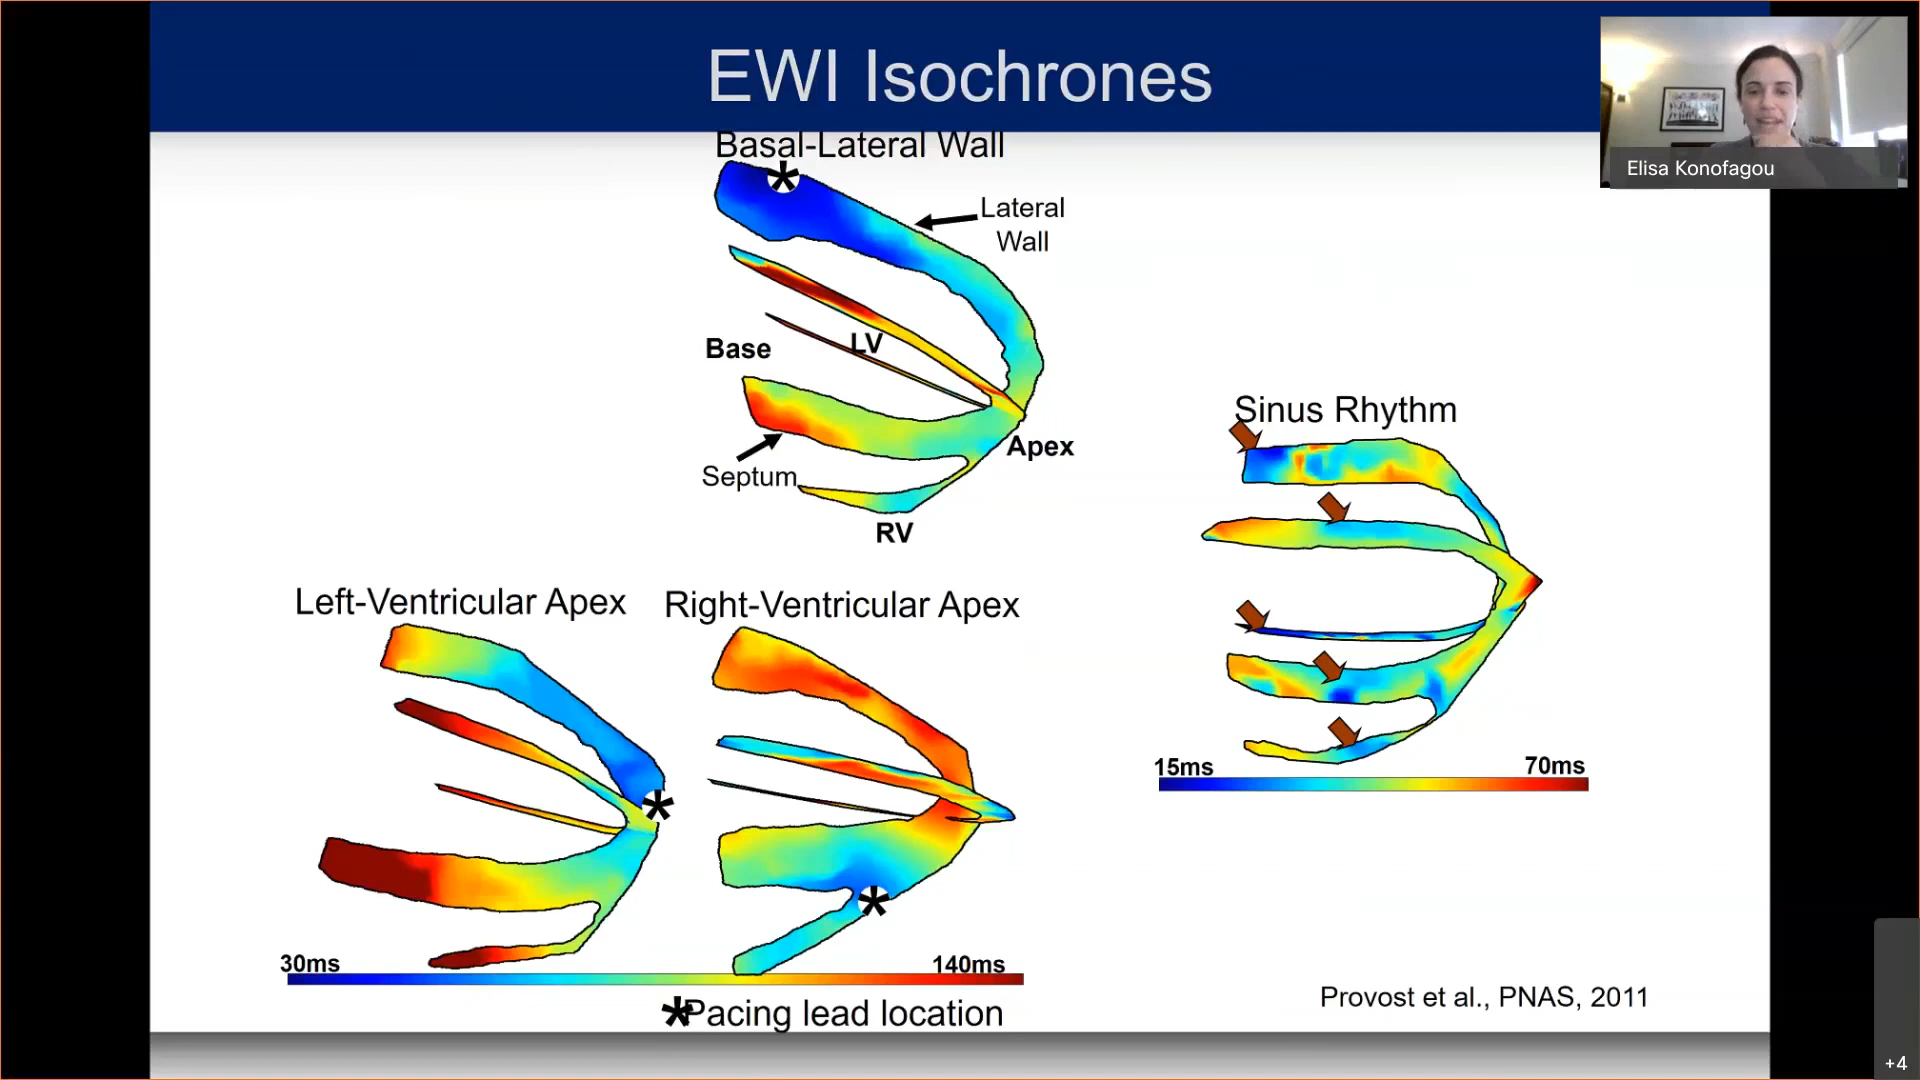 EWI Isochrones
Elisa Konofagou
Basal-Lateral Wall
*
Lateral
Wall
LV
Base
Apex
Septum
RV
Sinus Rhythm
15ms
70ms
Left-Ventricular Apex
Right-Ventricular Apex
*
*
30ms
140ms
*Pacing lead location
Provost et al., PNAS, 2011
+4